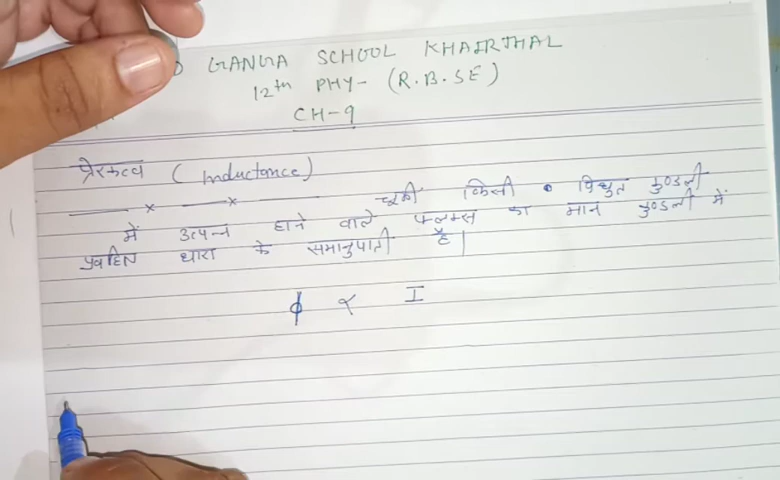 GANGA SCHOOL KHAIRTHAL
12th PHY- (R.B.SE)
CH-9
प्रेरकत्व (Inductance)
चूकी किसी विधुत कुण्डली
में उत्पन्न होने वाले फ्लक्स का मान कुण्डली में
प्रवाहित धारा के समानुपाती है।
ϕ ∝ I